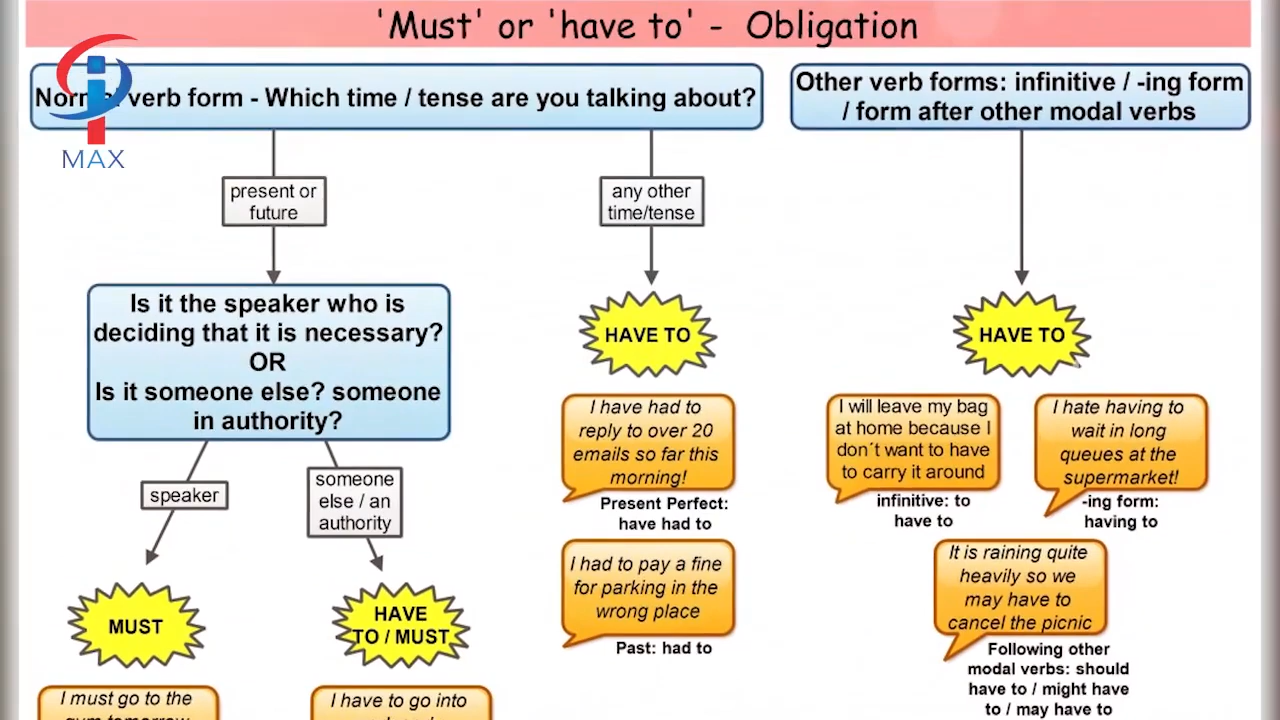 'Must' or 'have to' - Obligation
i
MAX
verb form - Which time / tense are you talking about?
present or
future
Is it the speaker who is
deciding that it is necessary?
OR
Is it someone else? someone
in authority?
speaker
someone
else / an
authority
MUST
HAVE
TO / MUST
I must go to the
I have to go into
any other
time/tense
HAVE TO
I have had to
reply to over 20
emails so far this
morning!
Present Perfect:
have had to
I had to pay a fine
for parking in the
wrong place
Past: had to
Other verb forms: infinitive / -ing form
/ form after other modal verbs
HAVE TO
I will leave my bag
at home because I
don´t want to have
to carry it around
infinitive: to
have to
I hate having to
wait in long
queues at the
supermarket!
-ing form:
having to
It is raining quite
heavily so we
may have to
cancel the picnic
Following other
modal verbs: should
have to / might have
to / may have to